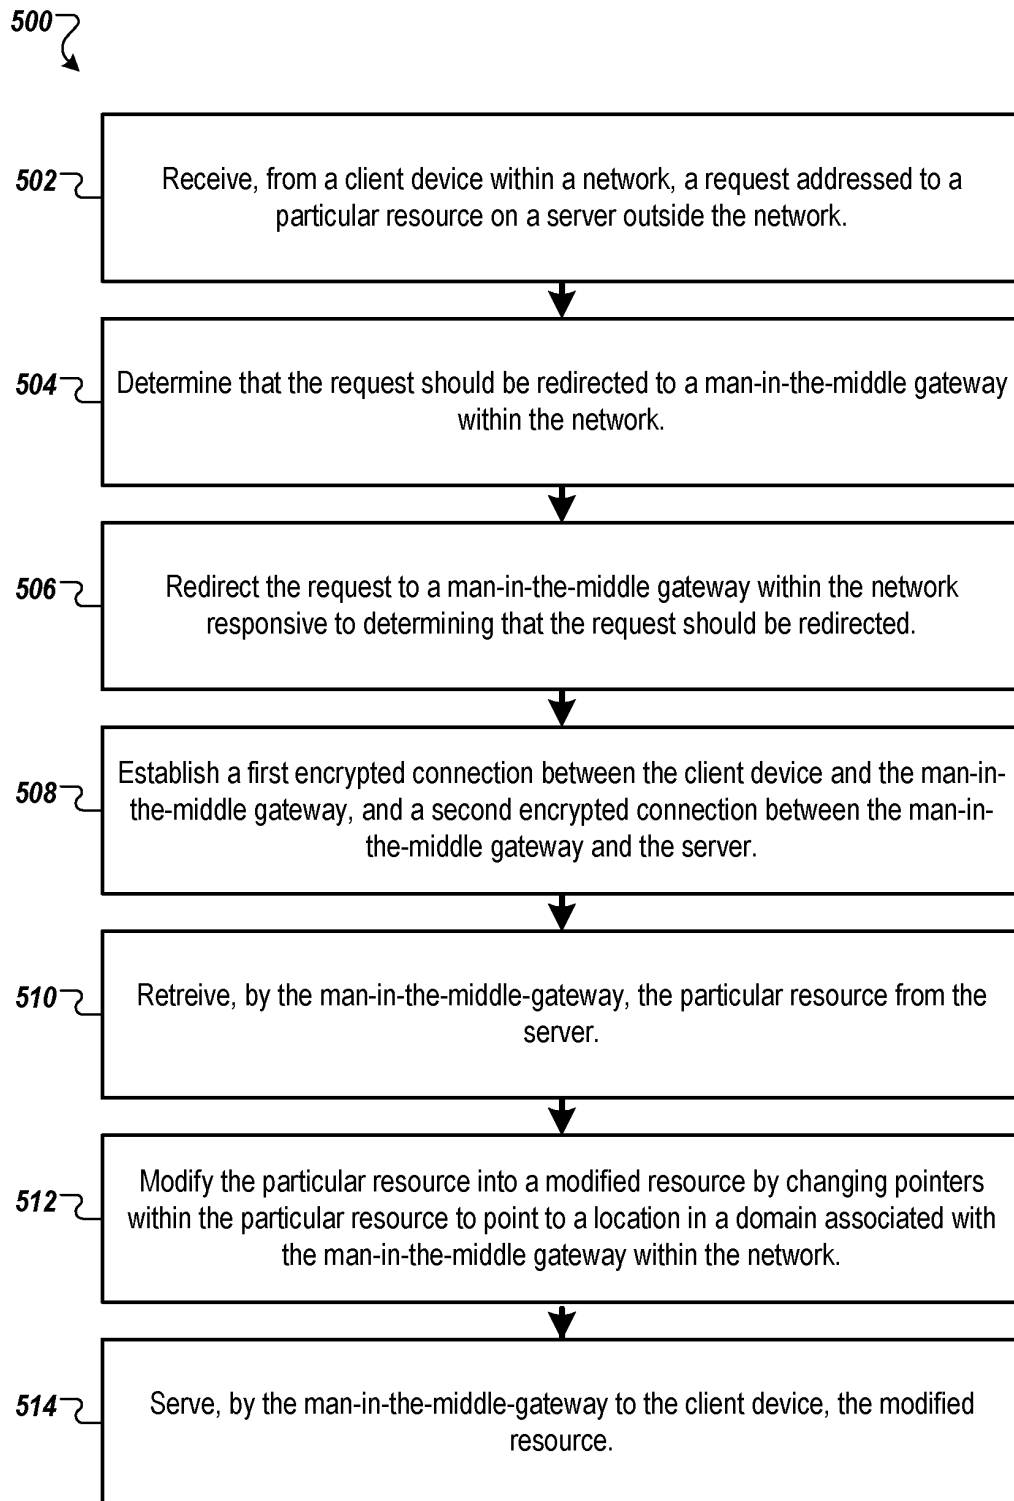 500
502
Receive, from a client device within a network, a request addressed to a
particular resource on a server outside the network.
504
Determine that the request should be redirected to a man-in-the-middle gateway
within the network.
506
Redirect the request to a man-in-the-middle gateway within the network
responsive to determining that the request should be redirected.
508
Establish a first encrypted connection between the client device and the man-in-
the-middle gateway, and a second encrypted connection between the man-in-
the-middle gateway and the server.
510
Retreive, by the man-in-the-middle-gateway, the particular resource from the
server.
512
Modify the particular resource into a modified resource by changing pointers
within the particular resource to point to a location in a domain associated with
the man-in-the-middle gateway within the network.
514
Serve, by the man-in-the-middle-gateway to the client device, the modified
resource.